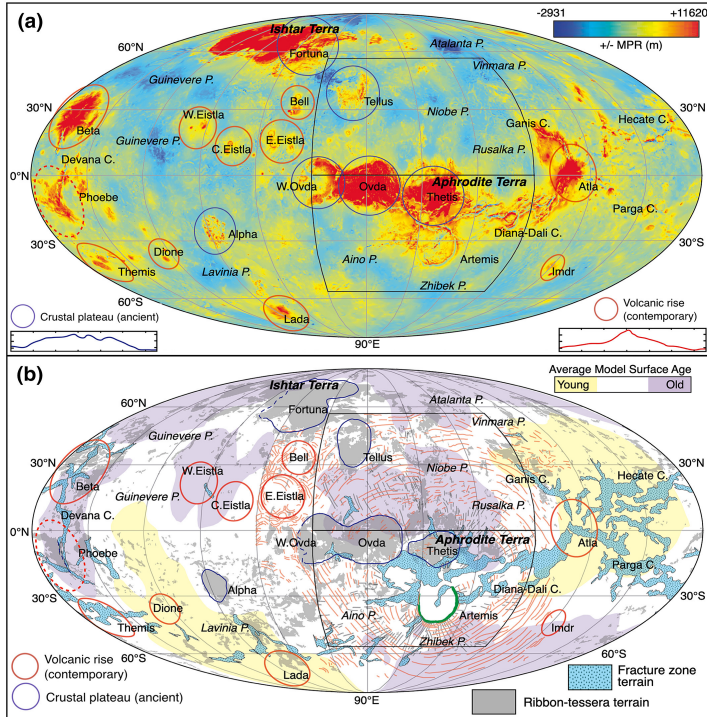 (a)
-2931
+11620
+/- MPR (m)
Ishtar Terra
60°N
Fortuna
Atalanta P.
Vinmara P.
Guinevere P.
30°N
Bell
Tellus
W.Eistla
Niobe P.
Ganis C.
Hecate C.
Beta
Guinevere P.
C.Eistla
E.Eistla
Rusalka P.
Devana C.
0°N
W.Ovda
Ovda
Aphrodite Terra
Thetis
Atla
Phoebe
Parga C.
Alpha
Diana-Dali C.
30°S
Dione
Themis
Lavinia P.
Aino P.
Artemis
Imdr
Zhibek P.
60°S
Lada
90°E
Crustal plateau (ancient)
Volcanic rise
(contemporary)
(b)
Average Model Surface Age
Young
Old
Ishtar Terra
60°N
Fortuna
Atalanta P.
Vinmara P.
Guinevere P.
30°N
Bell
Tellus
W.Eistla
Niobe P.
Ganis C.
Hecate C.
Beta
Guinevere P.
C.Eistla
E.Eistla
Rusalka P.
Devana C.
0°N
W.Ovda
Ovda
Aphrodite Terra
Thetis
Atla
Phoebe
Parga C.
Alpha
Diana-Dali C.
30°S
Dione
Themis
Lavinia P.
Aino P.
Artemis
Imdr
Zhibek P.
60°S
60°S
Lada
90°E
Volcanic rise
(contemporary)
Crustal plateau (ancient)
Fracture zone
terrain
Ribbon-tessera terrain